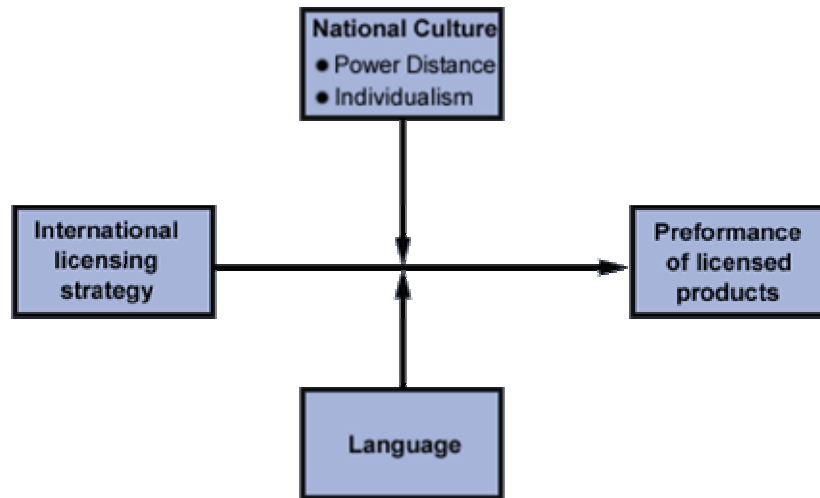 National Culture
● Power Distance
● Individualism
International
licensing
strategy
Preformance
of licensed
products
Language